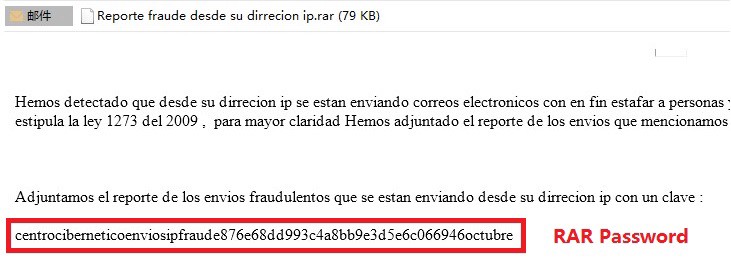 邮件 Reporte fraude desde su dirrecion ip.rar (79 KB)
Hemos detectado que desde su dirrecion ip se estan enviando correos electronicos con en fin estafar a personas y
estipula la ley 1273 del 2009 , para mayor claridad Hemos adjuntado el reporte de los envios que mencionamos
Adjuntamos el reporte de los envios fraudulentos que se estan enviando desde su dirrecion ip con un clave :
centrociberneticoenviosipfraude876e68dd993c4a8bb9e3d5e6c066946octubre RAR Password